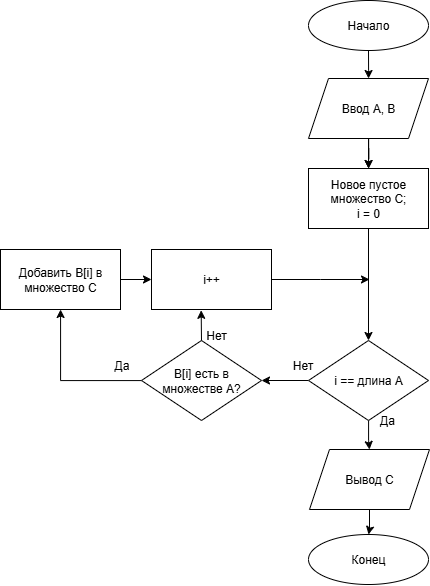 Начало
Ввод A, B
Новое пустое
множество C;
i = 0
Добавить B[i] в
множество C
i++
Нет
Да
B[i] есть в
множестве A?
Нет
i == длина A
Да
Вывод C
Конец